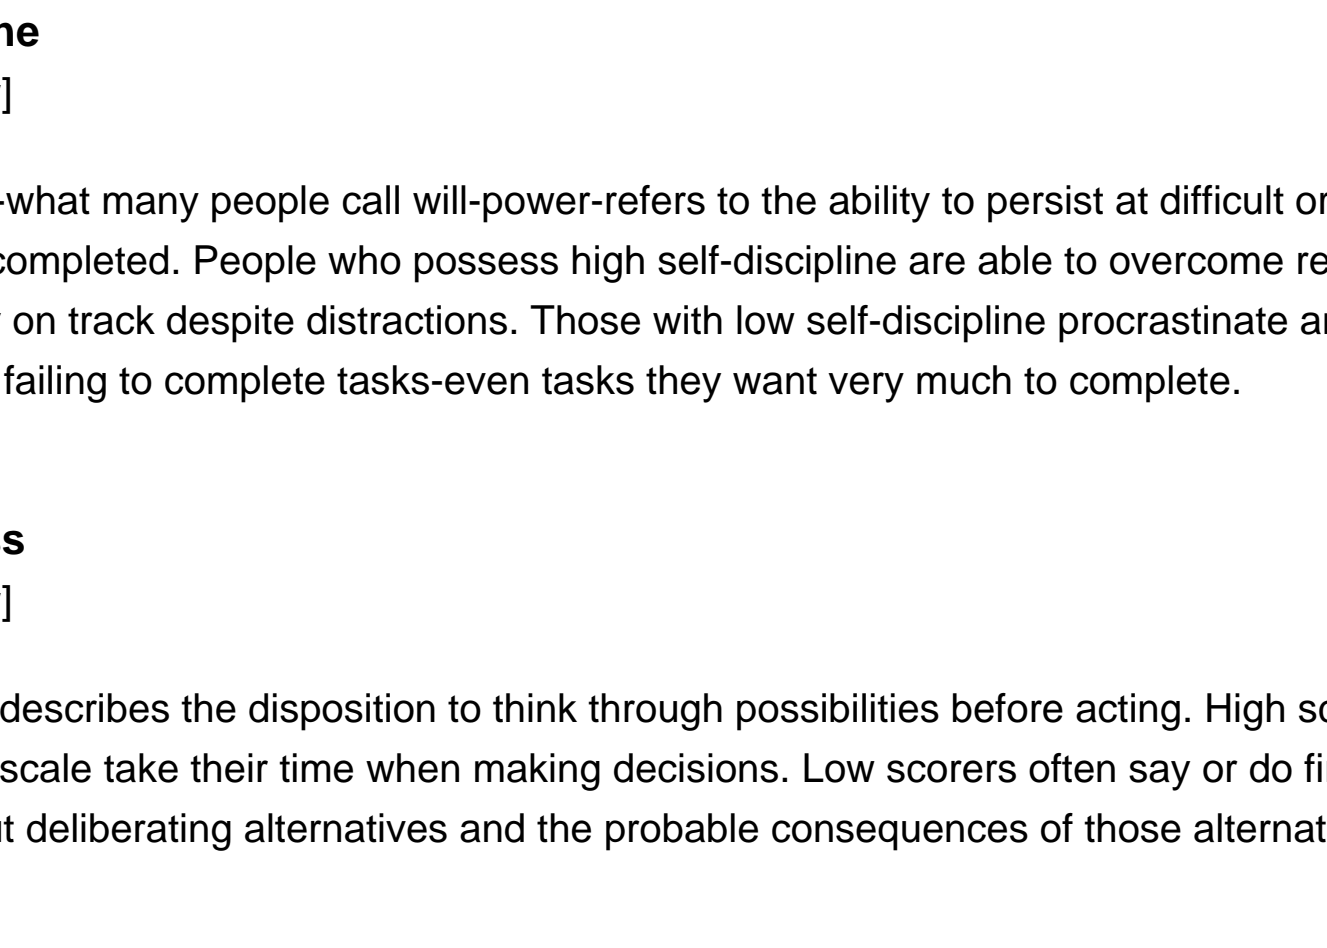 ne
]
-what many people call will-power-refers to the ability to persist at difficult or
completed. People who possess high self-discipline are able to overcome re
on track despite distractions. Those with low self-discipline procrastinate ar
failing to complete tasks-even tasks they want very much to complete.
s
]
describes the disposition to think through possibilities before acting. High sc
scale take their time when making decisions. Low scorers often say or do fi
t deliberating alternatives and the probable consequences of those alternat